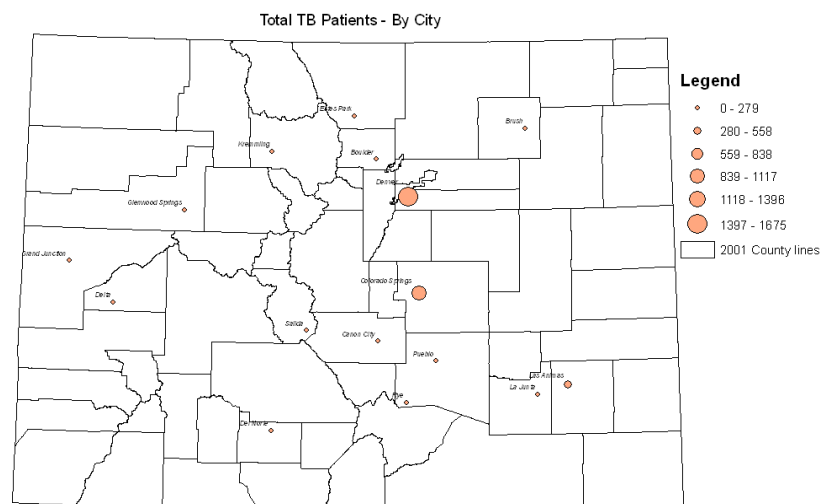 Total TB Patients - By City
Estes Park
Brush
Kremmling
Boulder
Denver
Glenwood Springs
Grand Junction
Colorado Springs
Delta
Salida
Canon City
Pueblo
Las Animas
La Junta
Rye
Del Norte
Legend
0 - 279
280 - 558
559 - 838
839 - 1117
1118 - 1396
1397 - 1675
2001 County lines